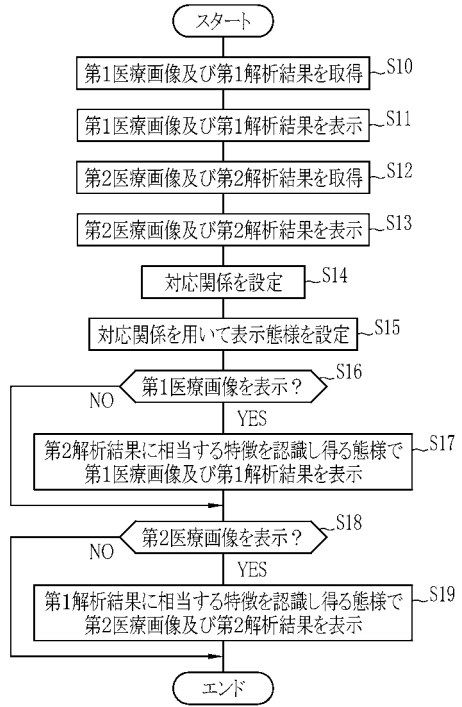 スタート
第1医療画像及び第1解析結果を取得
S10
第1医療画像及び第1解析結果を表示
S11
第2医療画像及び第2解析結果を取得
S12
第2医療画像及び第2解析結果を表示
S13
対応関係を設定
S14
対応関係を用いて表示態様を設定
S15
第1医療画像を表示？
S16
NO
YES
第2解析結果に相当する特徴を認識し得る態様で
第1医療画像及び第1解析結果を表示
S17
第2医療画像を表示？
S18
NO
YES
第1解析結果に相当する特徴を認識し得る態様で
第2医療画像及び第2解析結果を表示
S19
エンド